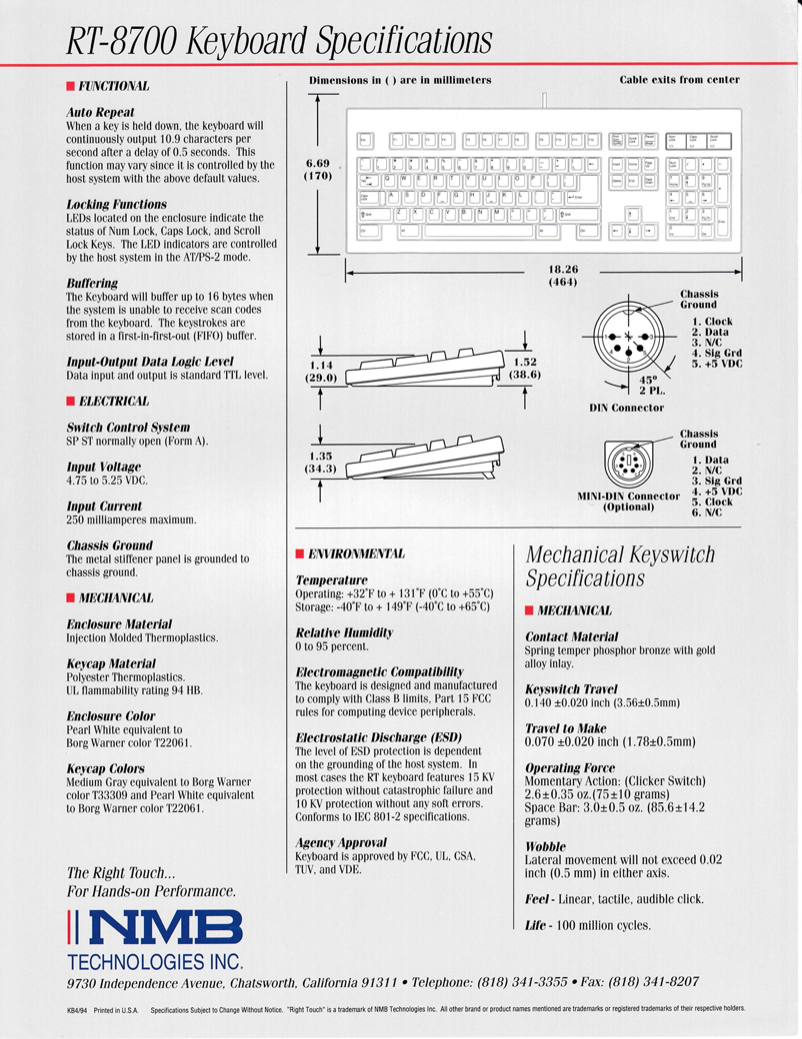 RT-8700 Keyboard Specifications
FUNCTIONAL
Auto Repeat
When a key is held down, the keyboard will
continuously output 10.9 characters per
second after a delay of 0.5 seconds. This
function may vary since it is controlled by the
host system with the above default values.
Locking Functions
LEDs located on the enclosure indicate the
status of Num Lock, Caps Lock, and Scroll
Lock Keys. The LED indicators are controlled
by the host system in the AT/PS-2 mode.
Buffering
The Keyboard will buffer up to 16 bytes when
the system is unable to receive scan codes
from the keyboard. The keystrokes are
stored in a first-in-first-out (FIFO) buffer.
Input-Output Data Logic Level
Data input and output is standard TTL level.
ELECTRICAL
Switch Control System
SP ST normally open (Form A).
Input Voltage
4.75 to 5.25 VDC.
Input Current
250 milliamperes maximum.
Chassis Ground
The metal stiffener panel is grounded to
chassis ground.
MECHANICAL
Enclosure Material
Injection Molded Thermoplastics.
Keycap Material
Polyester Thermoplastics.
UL flammability rating 94 HB.
Enclosure Color
Pearl White equivalent to
Borg Warner color T22061.
Keycap Colors
Medium Gray equivalent to Borg Warner
color T33309 and Pearl White equivalent
to Borg Warner color T22061.
Dimensions in ( ) are in millimeters
Cable exits from center
6.69
(170)
Q W E R T Y U I O P
A S D F G H J K L
Z X C V B N M
18.26
(464)
1.14
(29.0)
1.52
(38.6)
1.35
(34.3)
Chassis
Ground
1. Clock
2. Data
3. N/C
4. Sig Grd
5. +5 VDC
45°
2 PL.
DIN Connector
Chassis
Ground
1. Data
2. N/C
3. Sig Grd
4. +5 VDC
5. Clock
6. N/C
MINI-DIN Connector
(Optional)
ENVIRONMENTAL
Temperature
Operating: +32°F to + 131°F (0°C to +55°C)
Storage: -40°F to + 149°F (-40°C to +65°C)
Relative Humidity
0 to 95 percent.
Electromagnetic Compatibility
The keyboard is designed and manufactured
to comply with Class B limits, Part 15 FCC
rules for computing device peripherals.
Electrostatic Discharge (ESD)
The level of ESD protection is dependent
on the grounding of the host system. In
most cases the RT keyboard features 15 KV
protection without catastrophic failure and
10 KV protection without any soft errors.
Conforms to IEC 801-2 specifications.
Agency Approval
Keyboard is approved by FCC, UL, CSA,
TUV, and VDE.
Mechanical Keyswitch
Specifications
MECHANICAL
Contact Material
Spring temper phosphor bronze with gold
alloy inlay.
Keyswitch Travel
0.140 ±0.020 inch (3.56±0.5mm)
Travel to Make
0.070 ±0.020 inch (1.78±0.5mm)
Operating Force
Momentary Action: (Clicker Switch)
2.6±0.35 oz.(75±10 grams)
Space Bar: 3.0±0.5 oz. (85.6±14.2
grams)
Wobble
Lateral movement will not exceed 0.02
inch (0.5 mm) in either axis.
Feel - Linear, tactile, audible click.
Life - 100 million cycles.
The Right Touch...
For Hands-on Performance.
NMB
TECHNOLOGIES INC.
9730 Independence Avenue, Chatsworth, California 91311 • Telephone: (818) 341-3355 • Fax: (818) 341-8207
KB4/94 Printed in U.S.A. Specifications Subject to Change Without Notice. "Right Touch" is a trademark of NMB Technologies Inc. All other brand or product names mentioned are trademarks or registered trademarks of their respective holders.